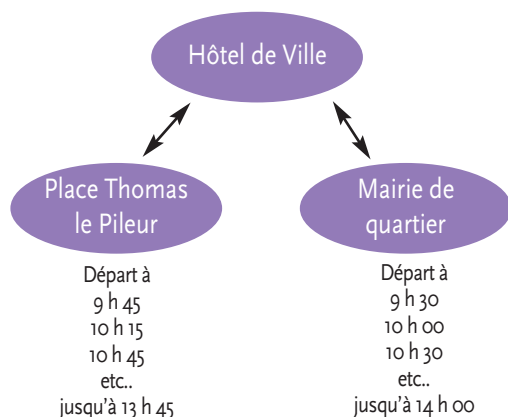 Hôtel de Ville
Place Thomas
le Pileur
Départ à
9 h 45
10 h 15
10 h 45
etc..
jusqu'à 13 h 45
Mairie de
quartier
Départ à
9 h 30
10 h 00
10 h 30
etc..
jusqu'à 14 h 00